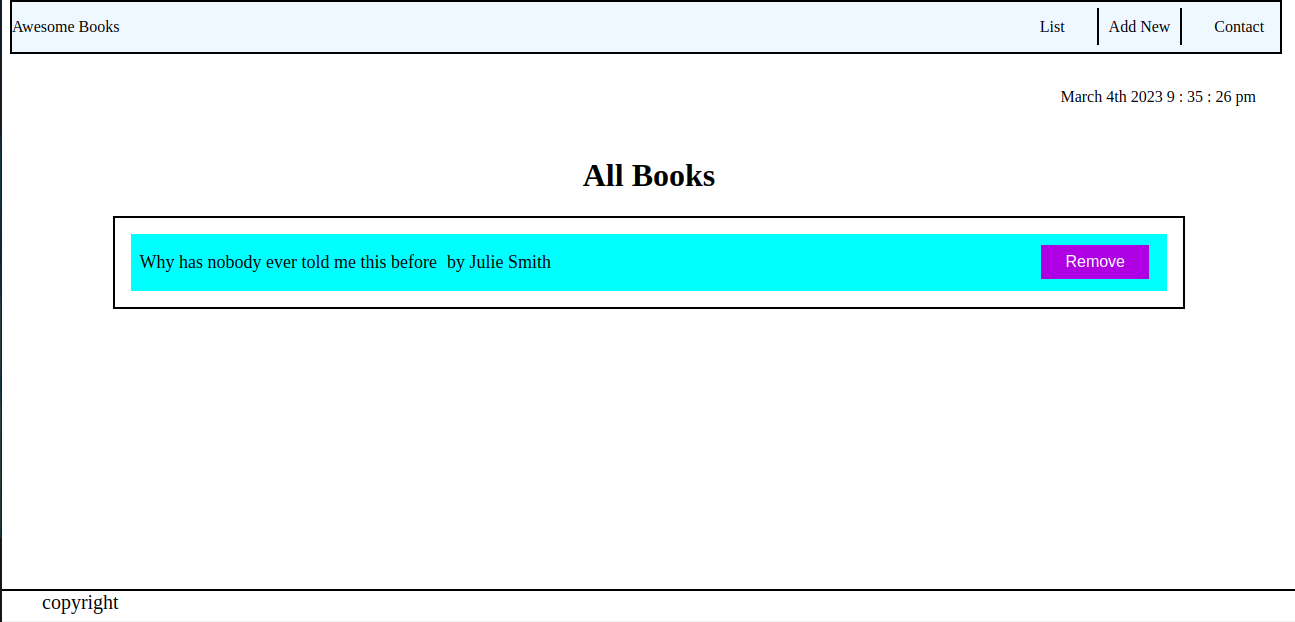 Awesome Books List Add New Contact
March 4th 2023 9 : 35 : 26 pm
All Books
Why has nobody ever told me this before  by Julie Smith Remove
copyright